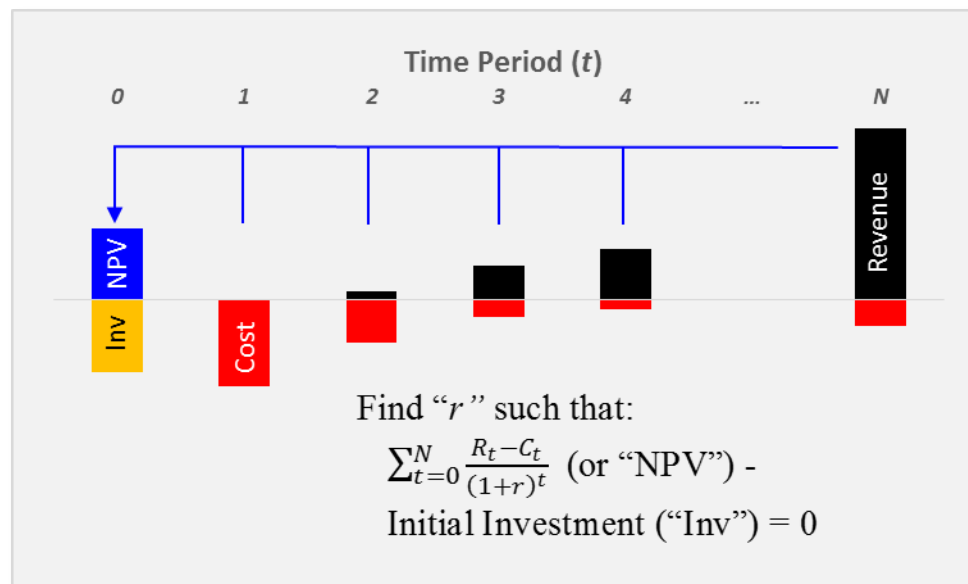 Time Period (t)
0 1 2 3 4 ... N
NPV
Revenue
Inv
Cost
Find “r” such that:
∑_{t=0}^{N} \frac{R_t-C_t}{(1+r)^t} (or “NPV”) -
Initial Investment (“Inv”) = 0